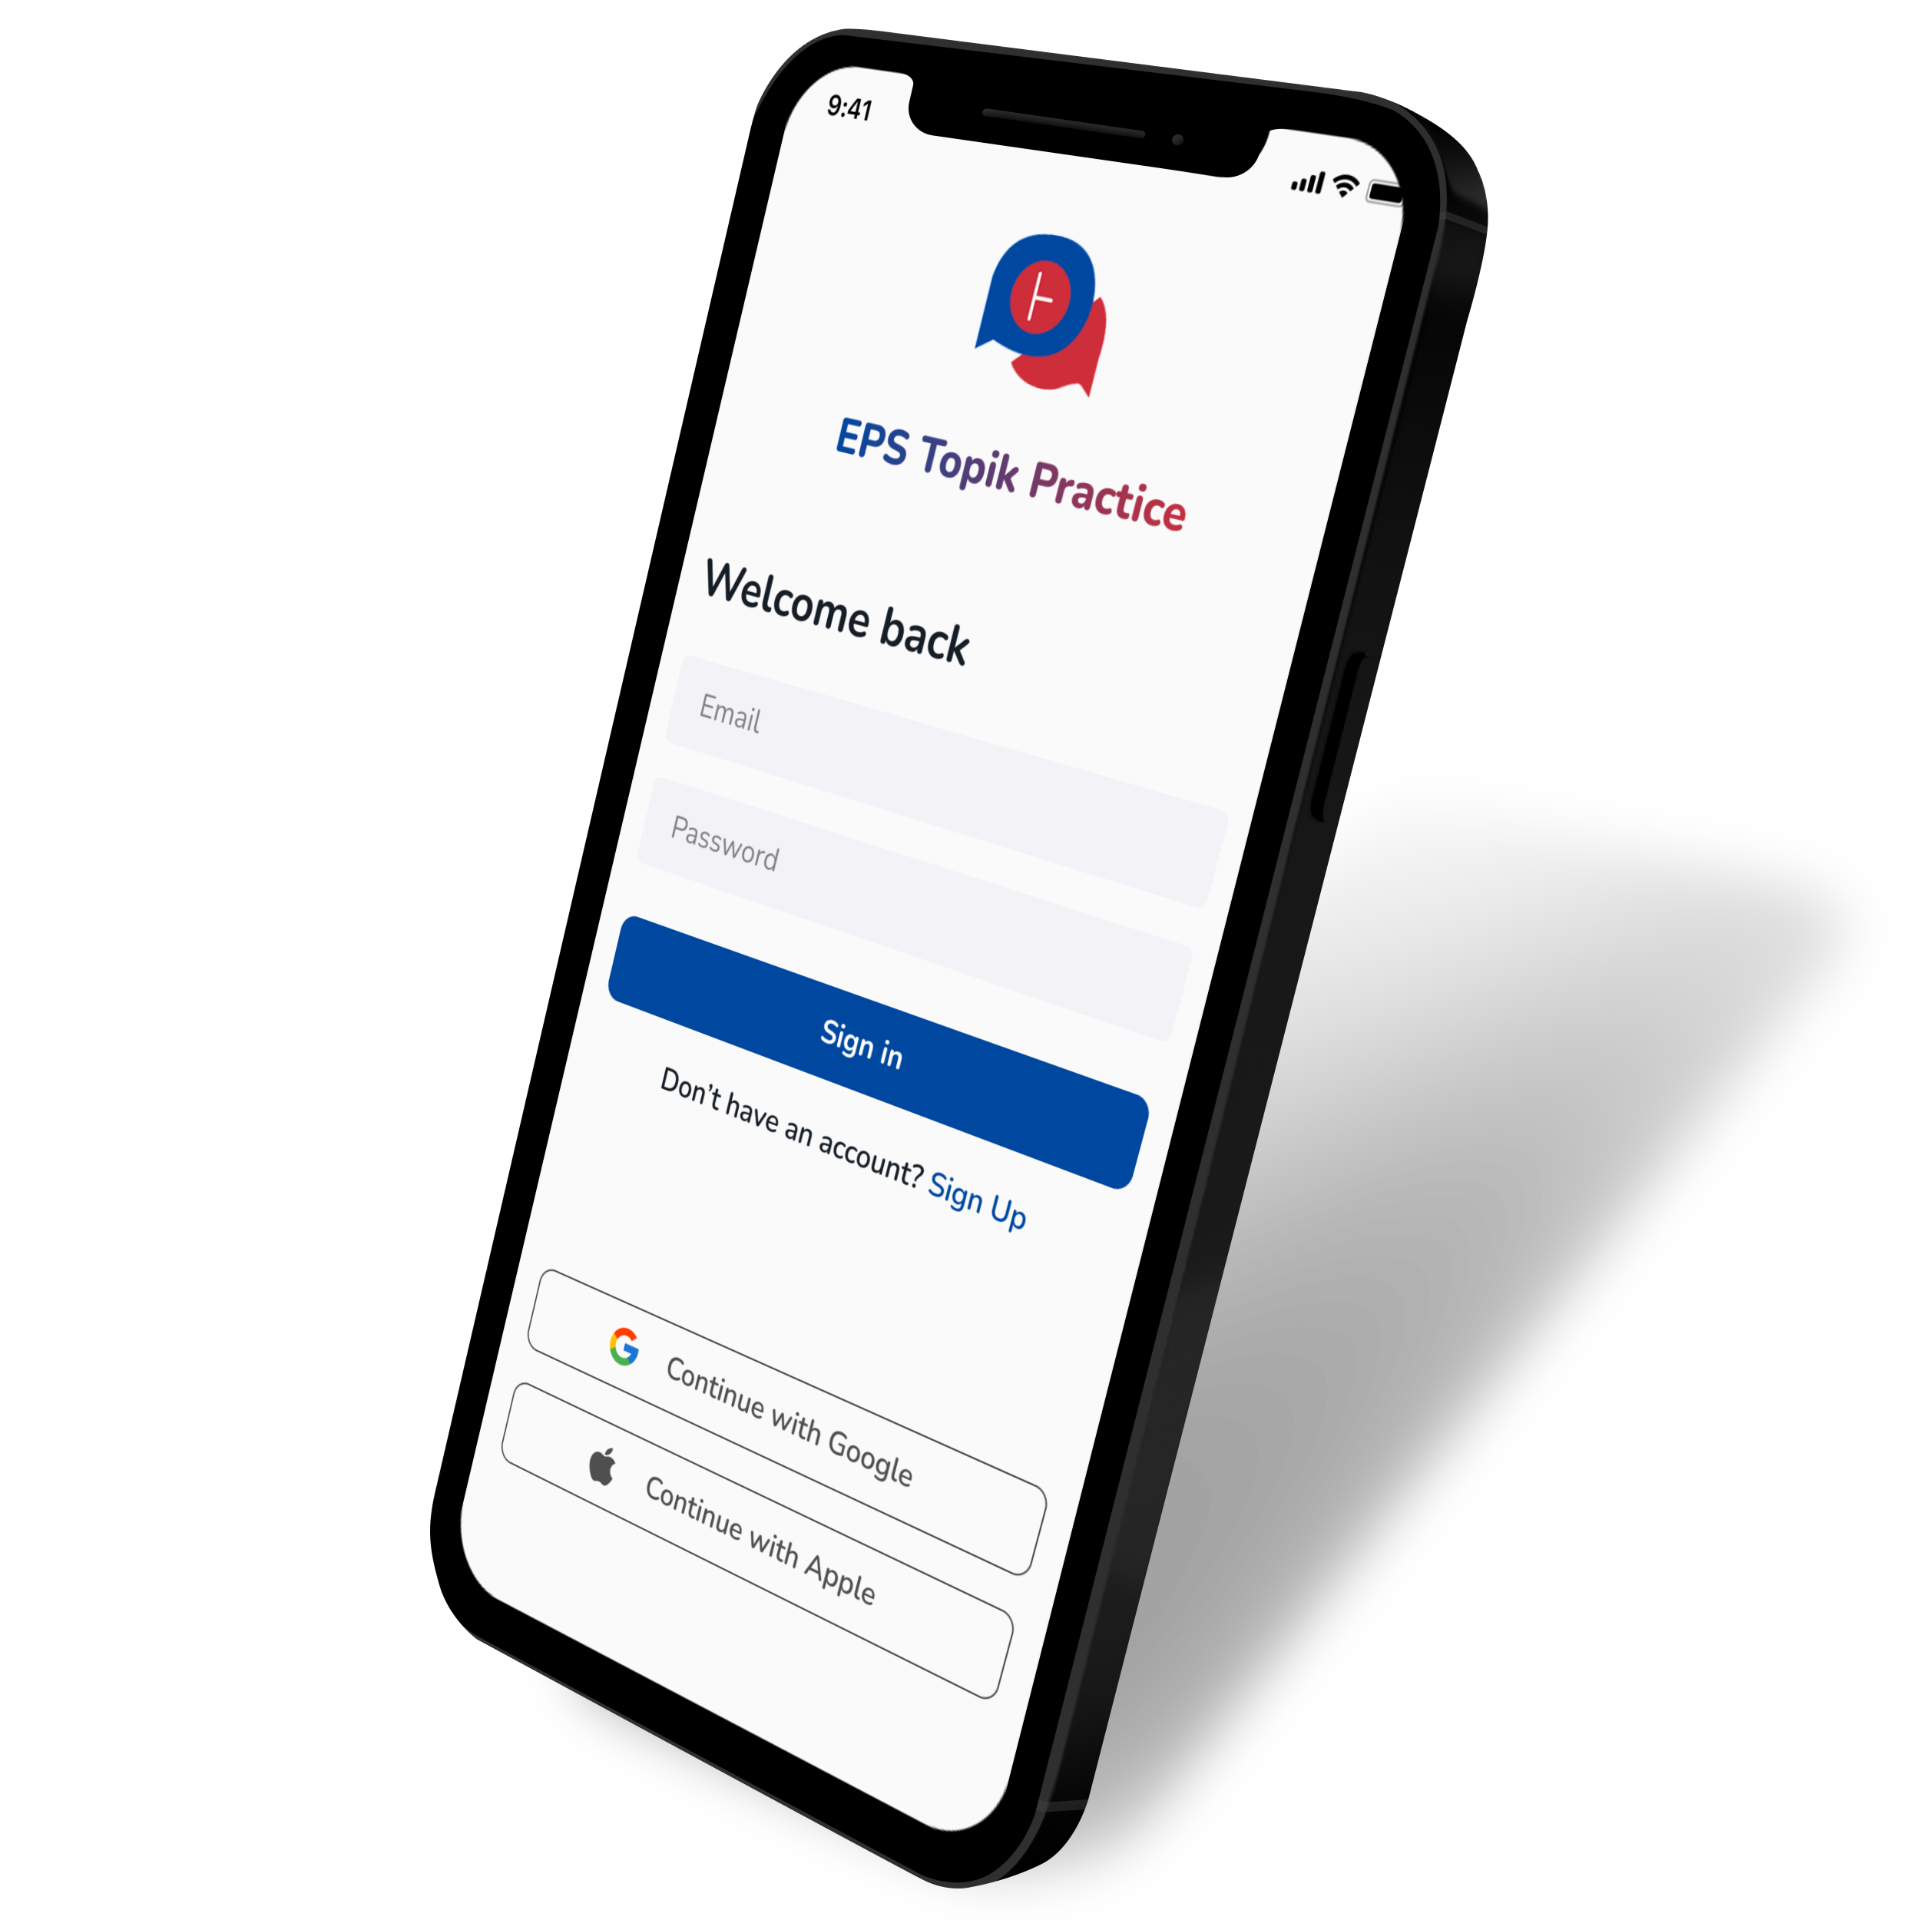 9:41
ㅏ
EPS Topik Practice
Welcome back
Email
Password
Sign in
Don't have an account? Sign Up
Continue with Google
Continue with Apple